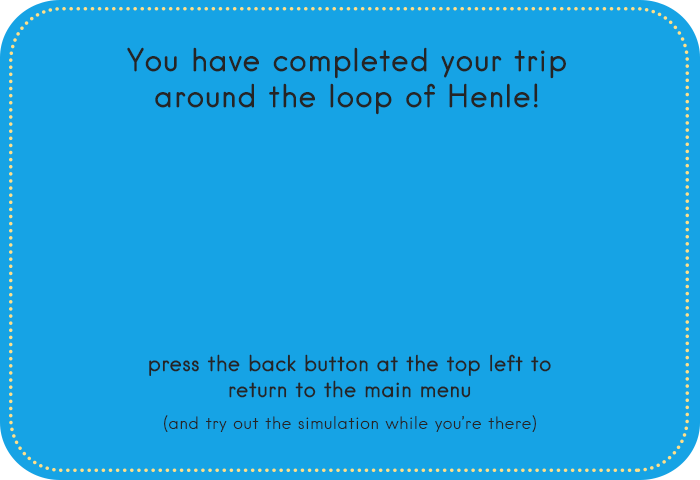 You have completed your trip
around the loop of Henle!
press the back button at the top left to
return to the main menu
(and try out the simulation while you're there)